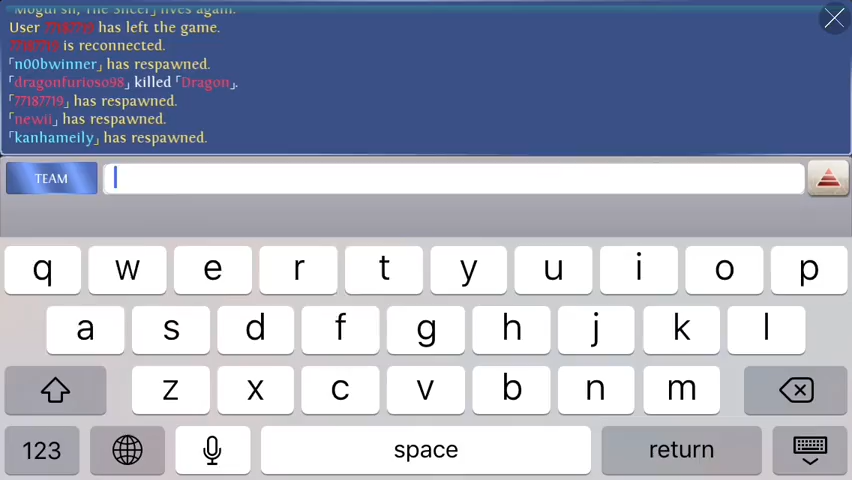 User 77187719 has left the game.
77187719 is reconnected.
「n00bwinner」 has respawned.
「dragonfurioso98」 killed 「Dragon」.
「77187719」 has respawned.
「newii」 has respawned.
「kanhameily」 has respawned.
TEAM
q w e r t y u i o p
a s d f g h j k l
z x c v b n m
123 space return